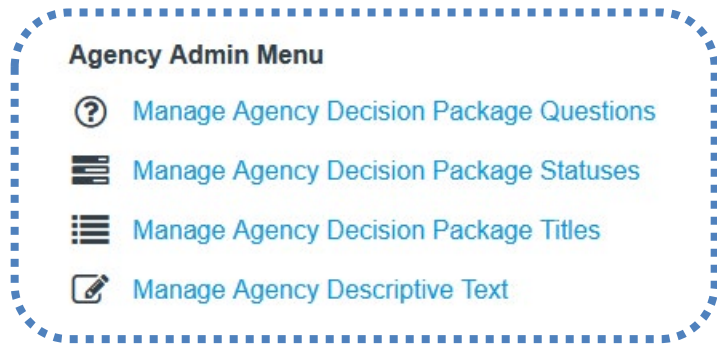 Agency Admin Menu
Manage Agency Decision Package Questions
Manage Agency Decision Package Statuses
Manage Agency Decision Package Titles
Manage Agency Descriptive Text